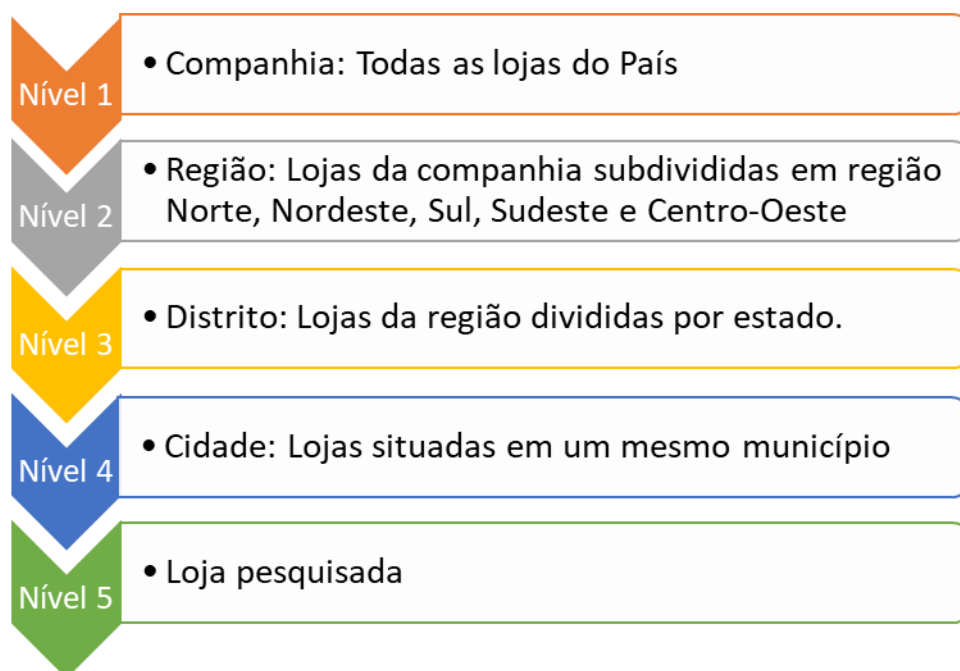 Nível 1
• Companhia: Todas as lojas do País
Nível 2
• Região: Lojas da companhia subdivididas em região
Norte, Nordeste, Sul, Sudeste e Centro-Oeste
Nível 3
• Distrito: Lojas da região divididas por estado.
Nível 4
• Cidade: Lojas situadas em um mesmo município
Nível 5
• Loja pesquisada